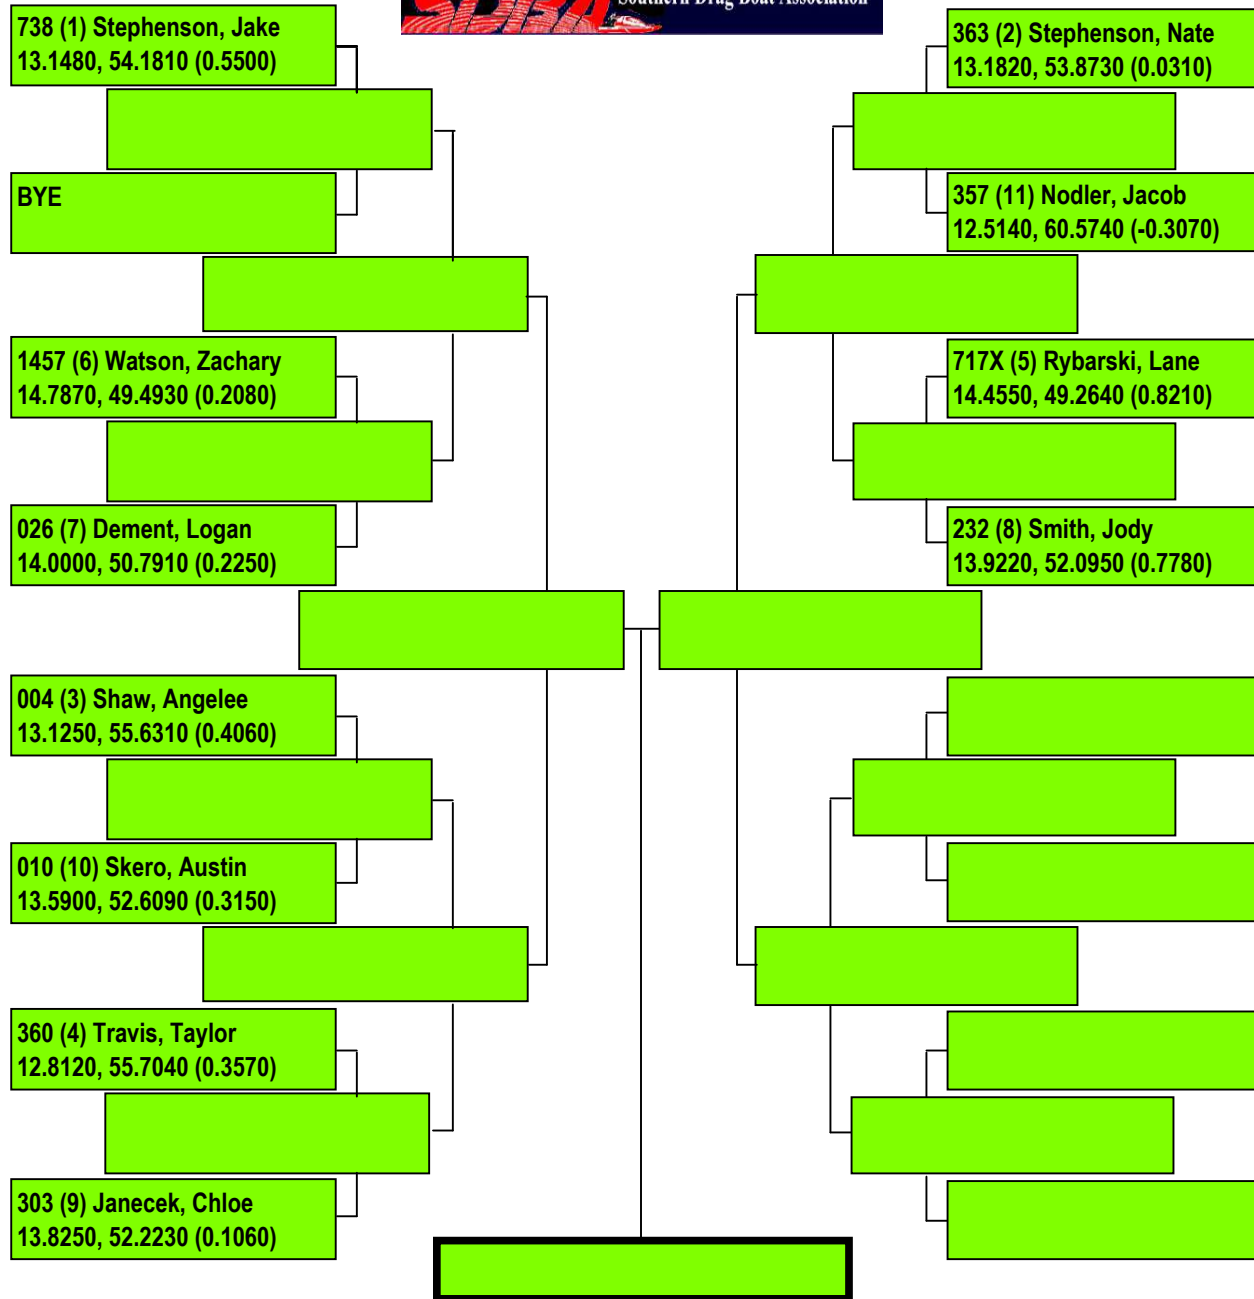 SDBA
Southern Drag Boat Association
738 (1) Stephenson, Jake
13.1480, 54.1810 (0.5500)
BYE
1457 (6) Watson, Zachary
14.7870, 49.4930 (0.2080)
026 (7) Dement, Logan
14.0000, 50.7910 (0.2250)
004 (3) Shaw, Angelee
13.1250, 55.6310 (0.4060)
010 (10) Skero, Austin
13.5900, 52.6090 (0.3150)
360 (4) Travis, Taylor
12.8120, 55.7040 (0.3570)
303 (9) Janecek, Chloe
13.8250, 52.2230 (0.1060)
363 (2) Stephenson, Nate
13.1820, 53.8730 (0.0310)
357 (11) Nodler, Jacob
12.5140, 60.5740 (-0.3070)
717X (5) Rybarski, Lane
14.4550, 49.2640 (0.8210)
232 (8) Smith, Jody
13.9220, 52.0950 (0.7780)